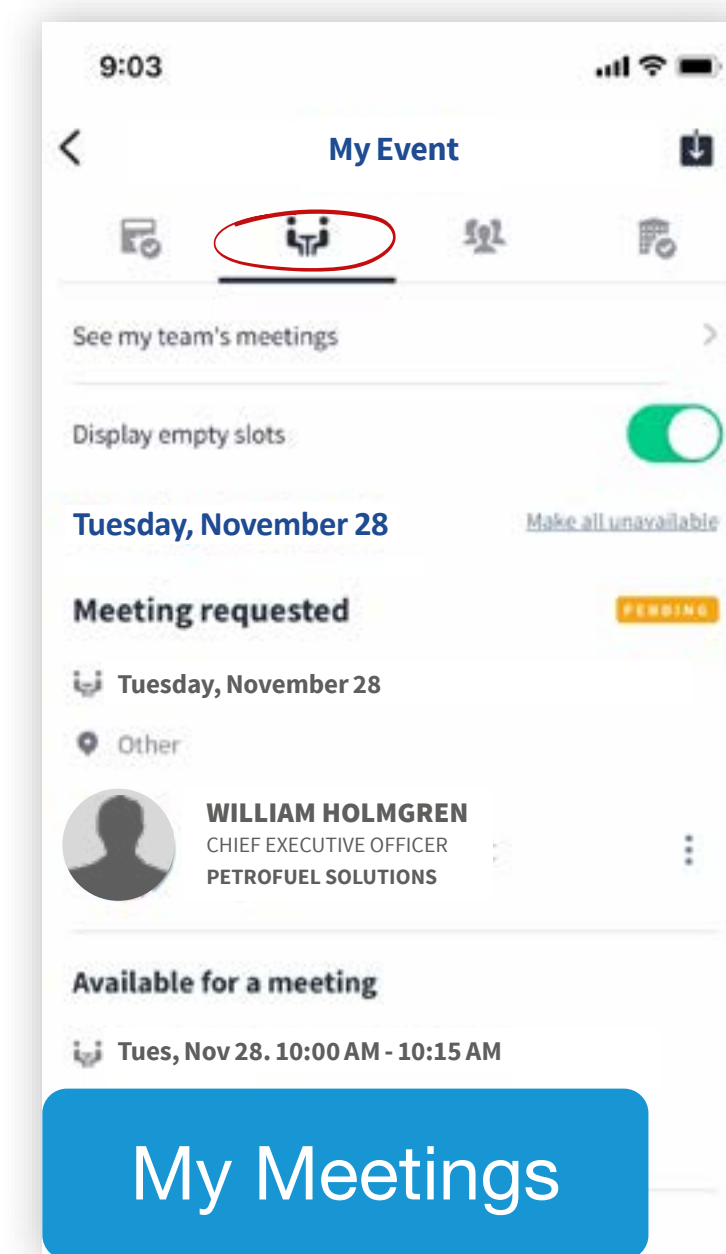 9:03
My Event
See my team's meetings
Display empty slots
Tuesday, November 28
Make all unavailable
Meeting requested
PENDING
Tuesday, November 28
Other
WILLIAM HOLMGREN
CHIEF EXECUTIVE OFFICER
PETROFUEL SOLUTIONS
Available for a meeting
Tues, Nov 28. 10:00 AM - 10:15 AM
My Meetings